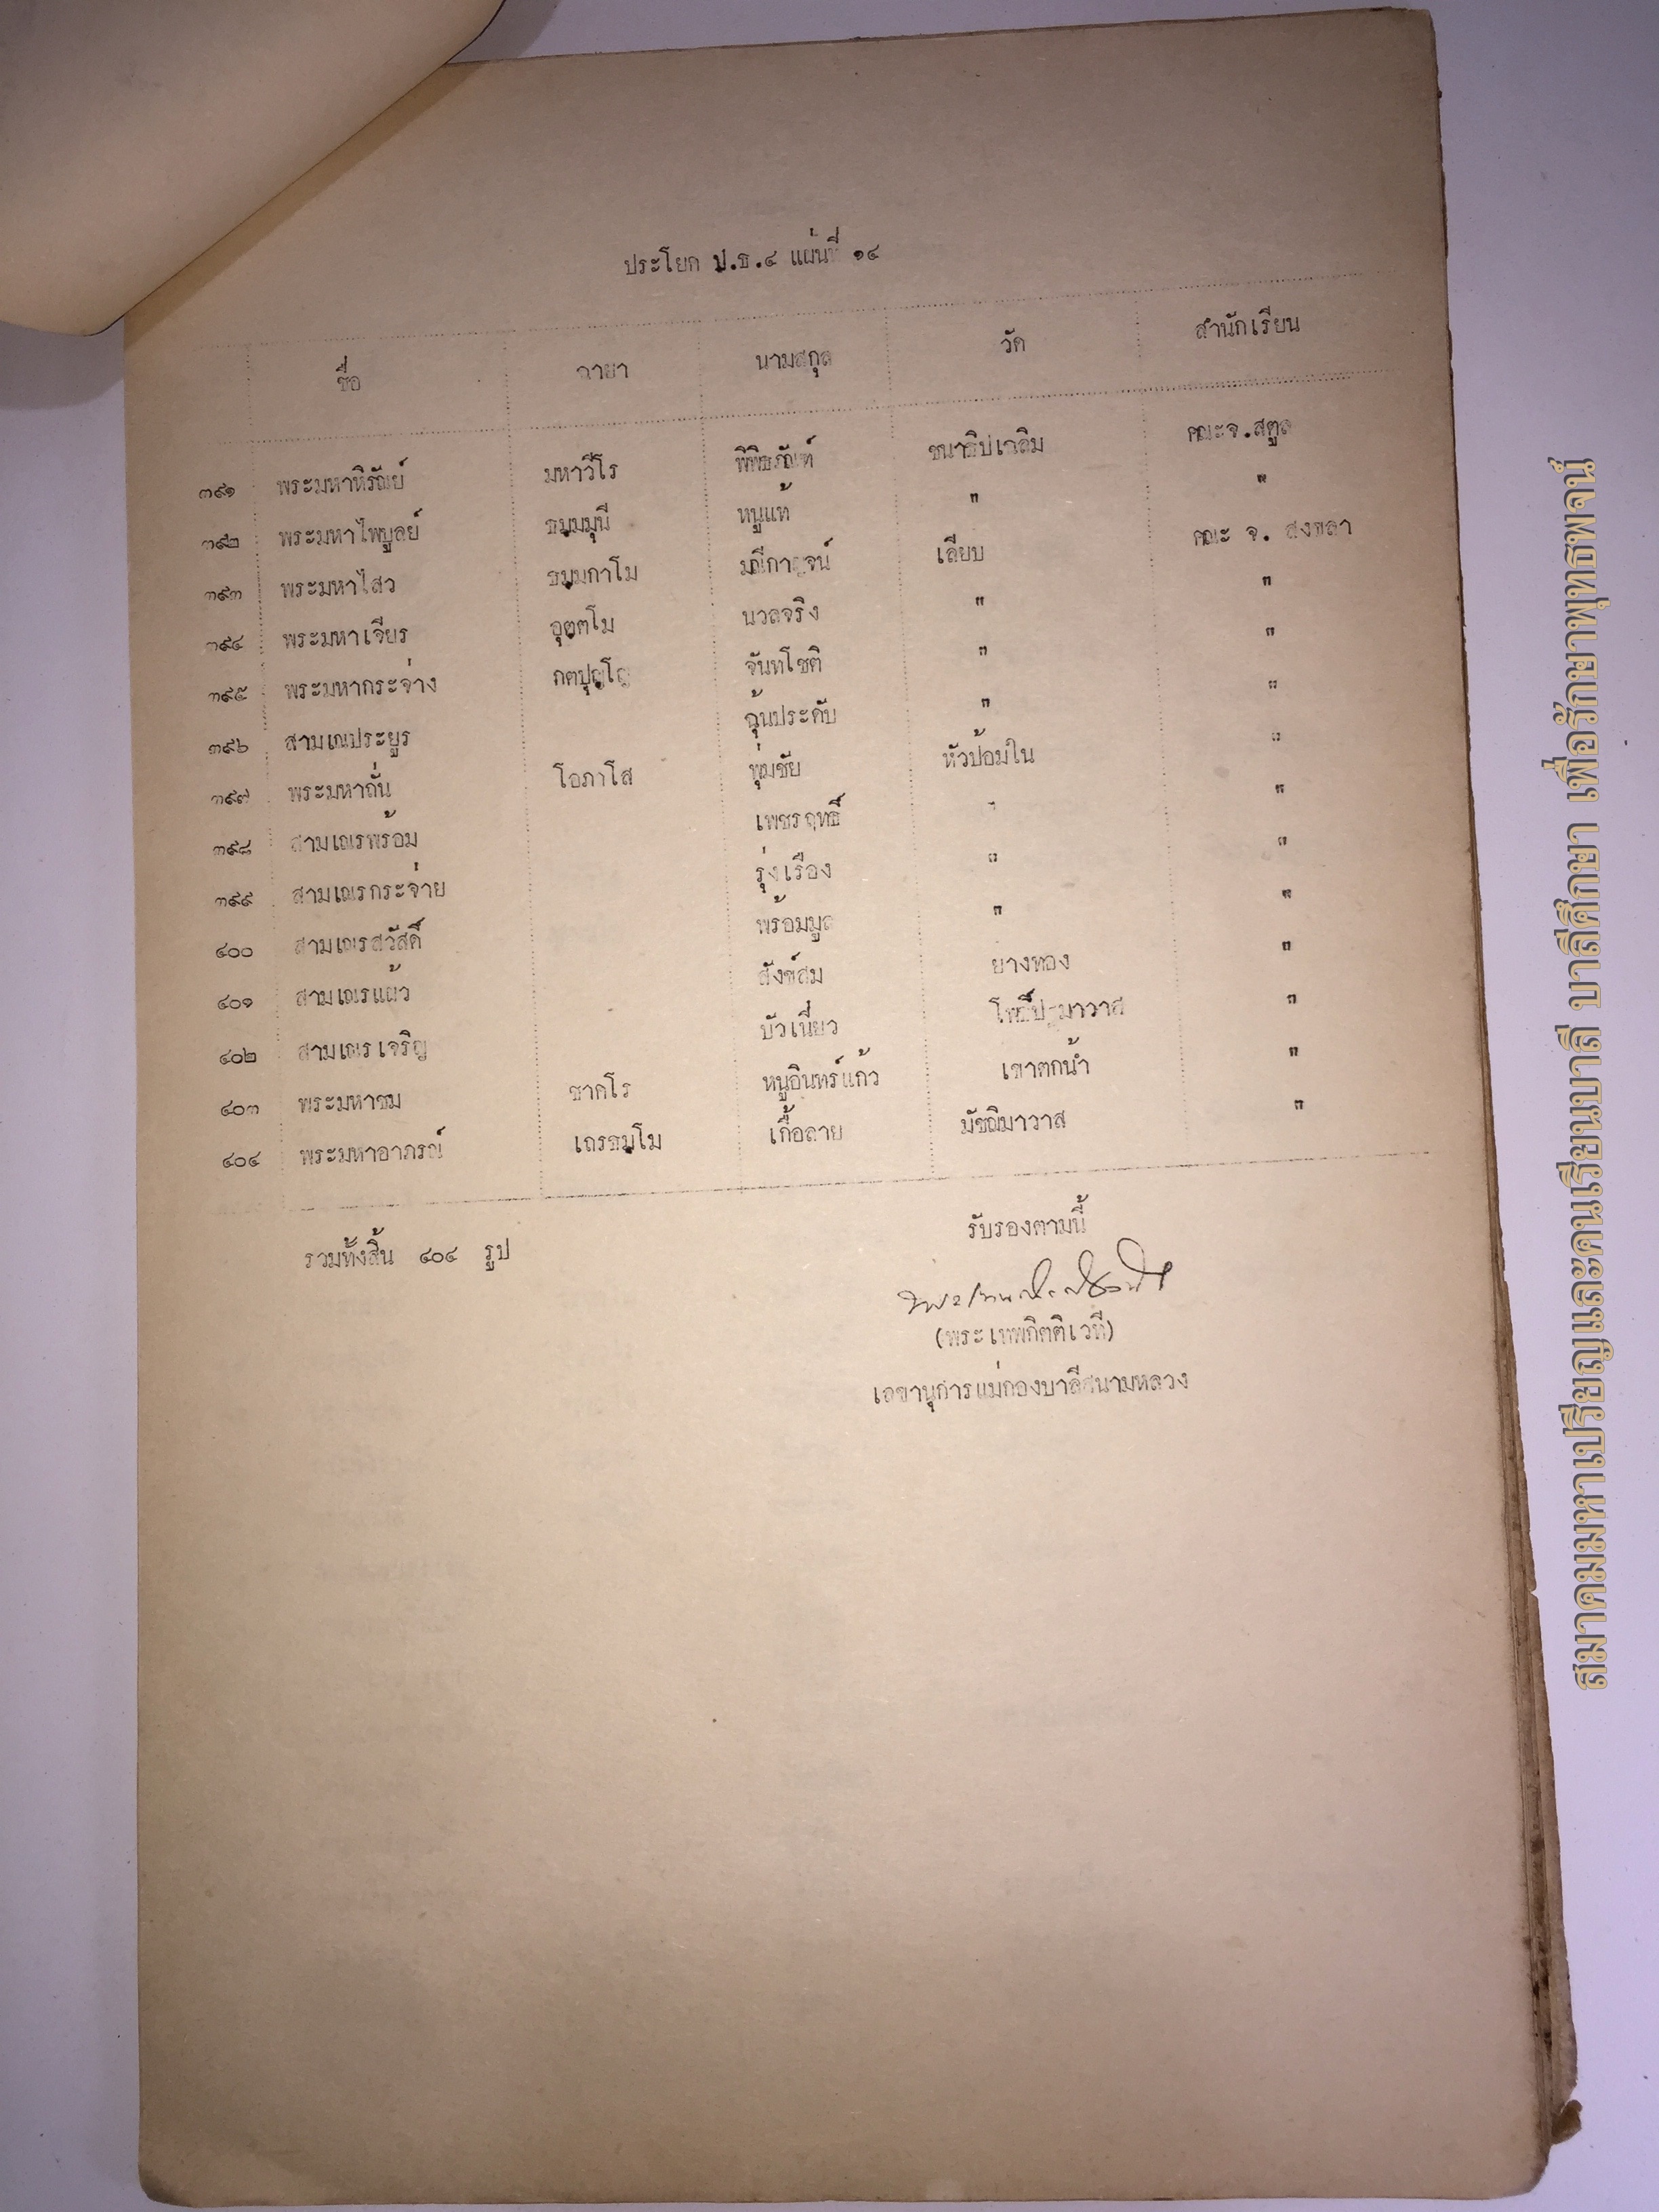 ประโยค ป.ธ.๔ แผ่นที่ ๑๔
ชื่อ ฉายา นามสกุล วัด สำนักเรียน
๓๙๑ พระมหาหิรัณย์ มหาวีโร พิพิธภัณฑ์ ชนาธิปเฉลิม คณะจ.สตูล
๓๙๒ พระมหาไพบูลย์ ธมฺมมุนี หนูแท้ " "
๓๙๓ พระมหาไสว ธมฺมกาโม มณีกาญจน์ เลียบ คณะ จ. สงขลา
๓๙๔ พระมหาเจียร อุตฺตโม นวลจริง " "
๓๙๕ พระมหากระจ่าง กตปุญฺโญ จันทโชติ " "
๓๙๖ สามเณประยูร ฉุ้นประดับ " "
๓๙๗ พระมหาถั่น โอภาโส พุ่มชัย หัวป้อมใน "
๓๙๘ สามเณรพร้อม เพชรฤทธิ์ " "
๓๙๙ สามเณรกระจ่าย รุ่งเรือง " "
๔๐๐ สามเณรสวัสดิ์ พร้อมมูล " "
๔๐๑ สามเณรแผ้ว สังข์สม ยางทอง "
๔๐๒ สามเณรเจริญ บัวเนี่ยว โพธิ์ปฐมาวาส "
๔๐๓ พระมหาชม ชาคโร หนูอินทร์แก้ว เขาตกน้ำ "
๔๐๔ พระมหาอาภรณ์ เถรธมฺโม เกื้อลาย มัชฌิมาวาส "
รวมทั้งสิ้น ๔๐๔ รูป
รับรองตามนี้
(พระเทพกิตติเวที)
เลขานุการแม่กองบาลีสนามหลวง
สมาคมมหาเปรียญและคนเรียนบาลี บาลีศึกษา เพื่อรักษาพุทธพจน์